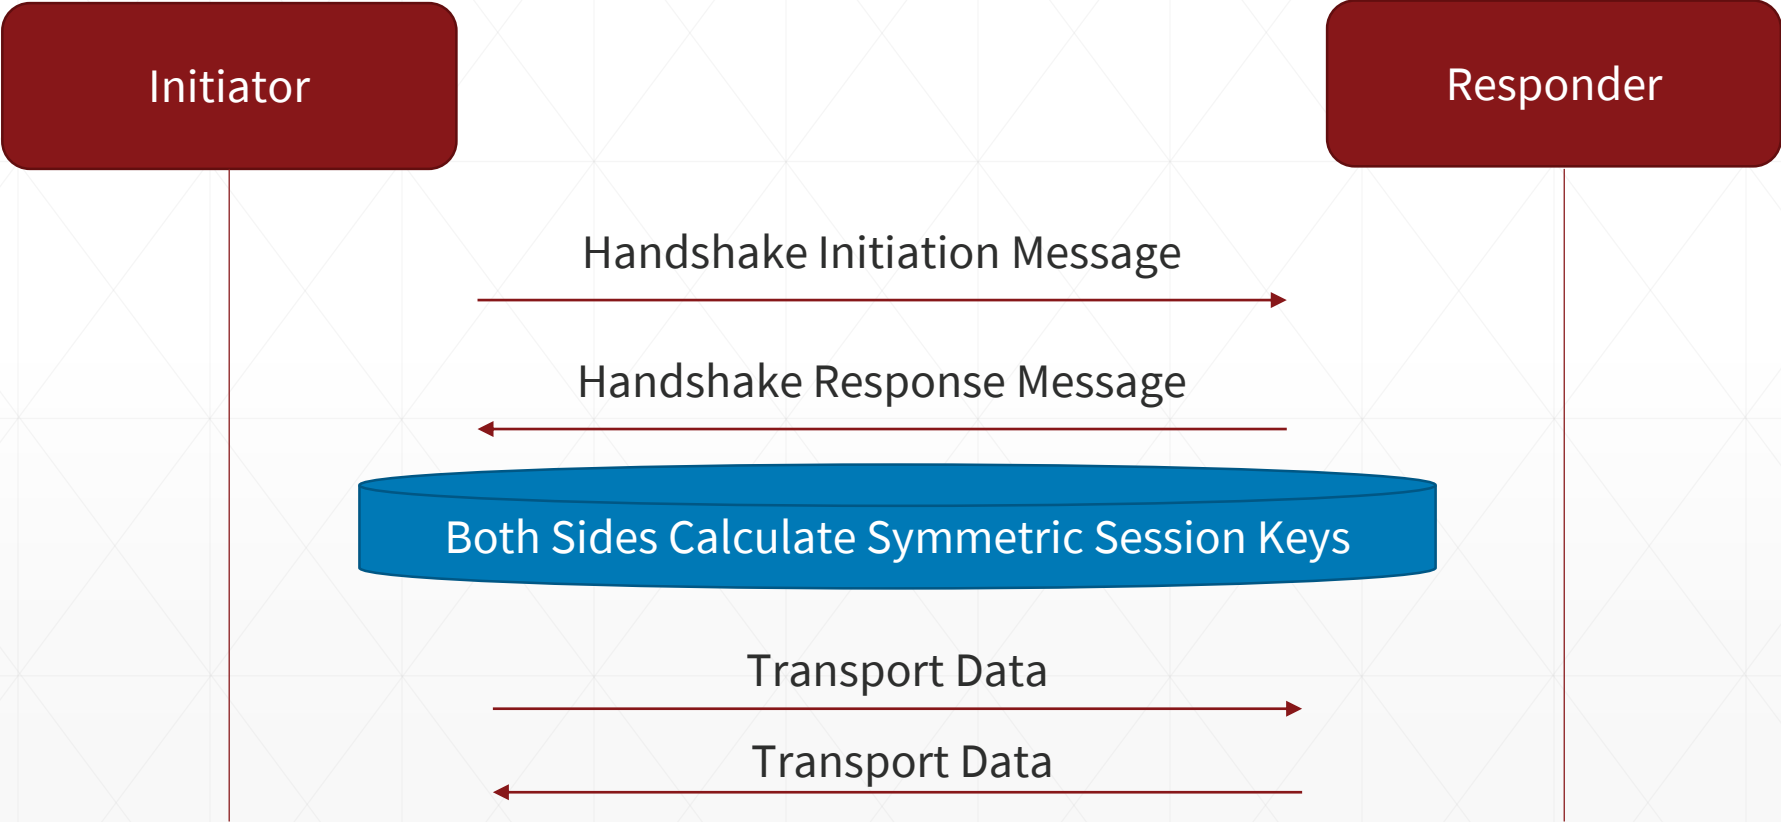 Initiator
Responder
Handshake Initiation Message
Handshake Response Message
Both Sides Calculate Symmetric Session Keys
Transport Data
Transport Data